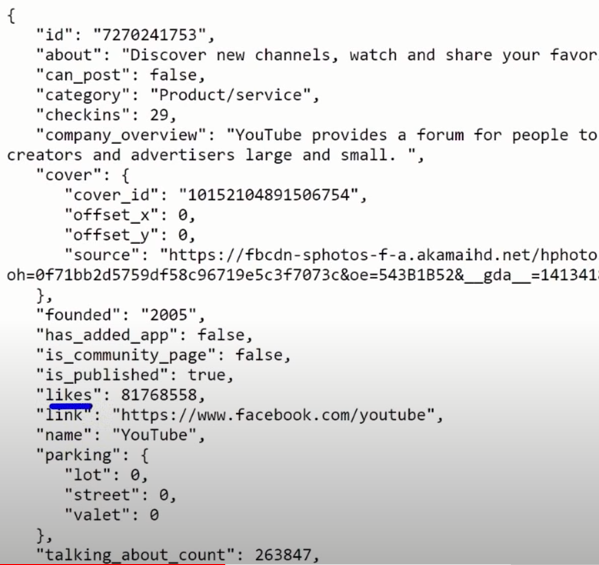 {
"id": "7270241753",
"about": "Discover new channels, watch and share your favor
"can_post": false,
"category": "Product/service",
"checkins": 29,
"company_overview": "YouTube provides a forum for people to
creators and advertisers large and small. ",
"cover": {
"cover_id": "10152104891506754",
"offset_x": 0,
"offset_y": 0,
"source": "https://fbcdn-sphotos-f-a.akamaihd.net/hphoto
oh=0f71bb2d5759df58c96719e5c3f7073c&oe=543B1B52&__gda__=141341
},
"founded": "2005",
"has_added_app": false,
"is_community_page": false,
"is_published": true,
"likes": 81768558,
"link": "https://www.facebook.com/youtube",
"name": "YouTube",
"parking": {
"lot": 0,
"street": 0,
"valet": 0
},
"talking_about_count": 263847,